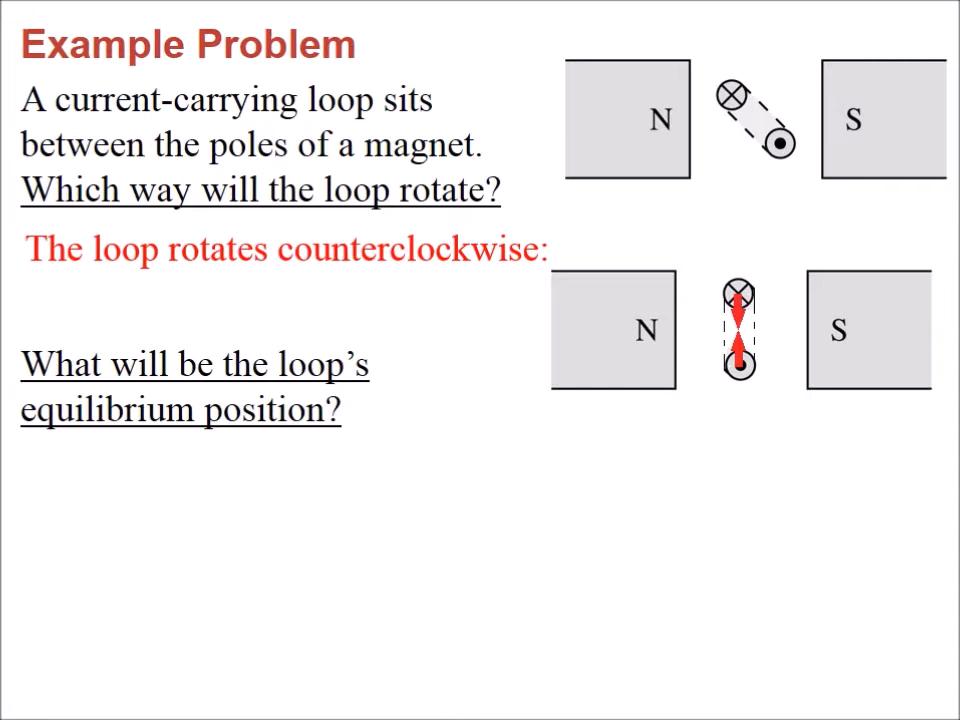 Example Problem
A current-carrying loop sits
between the poles of a magnet.
Which way will the loop rotate?
N
S
The loop rotates counterclockwise:
N
S
What will be the loop’s
equilibrium position?